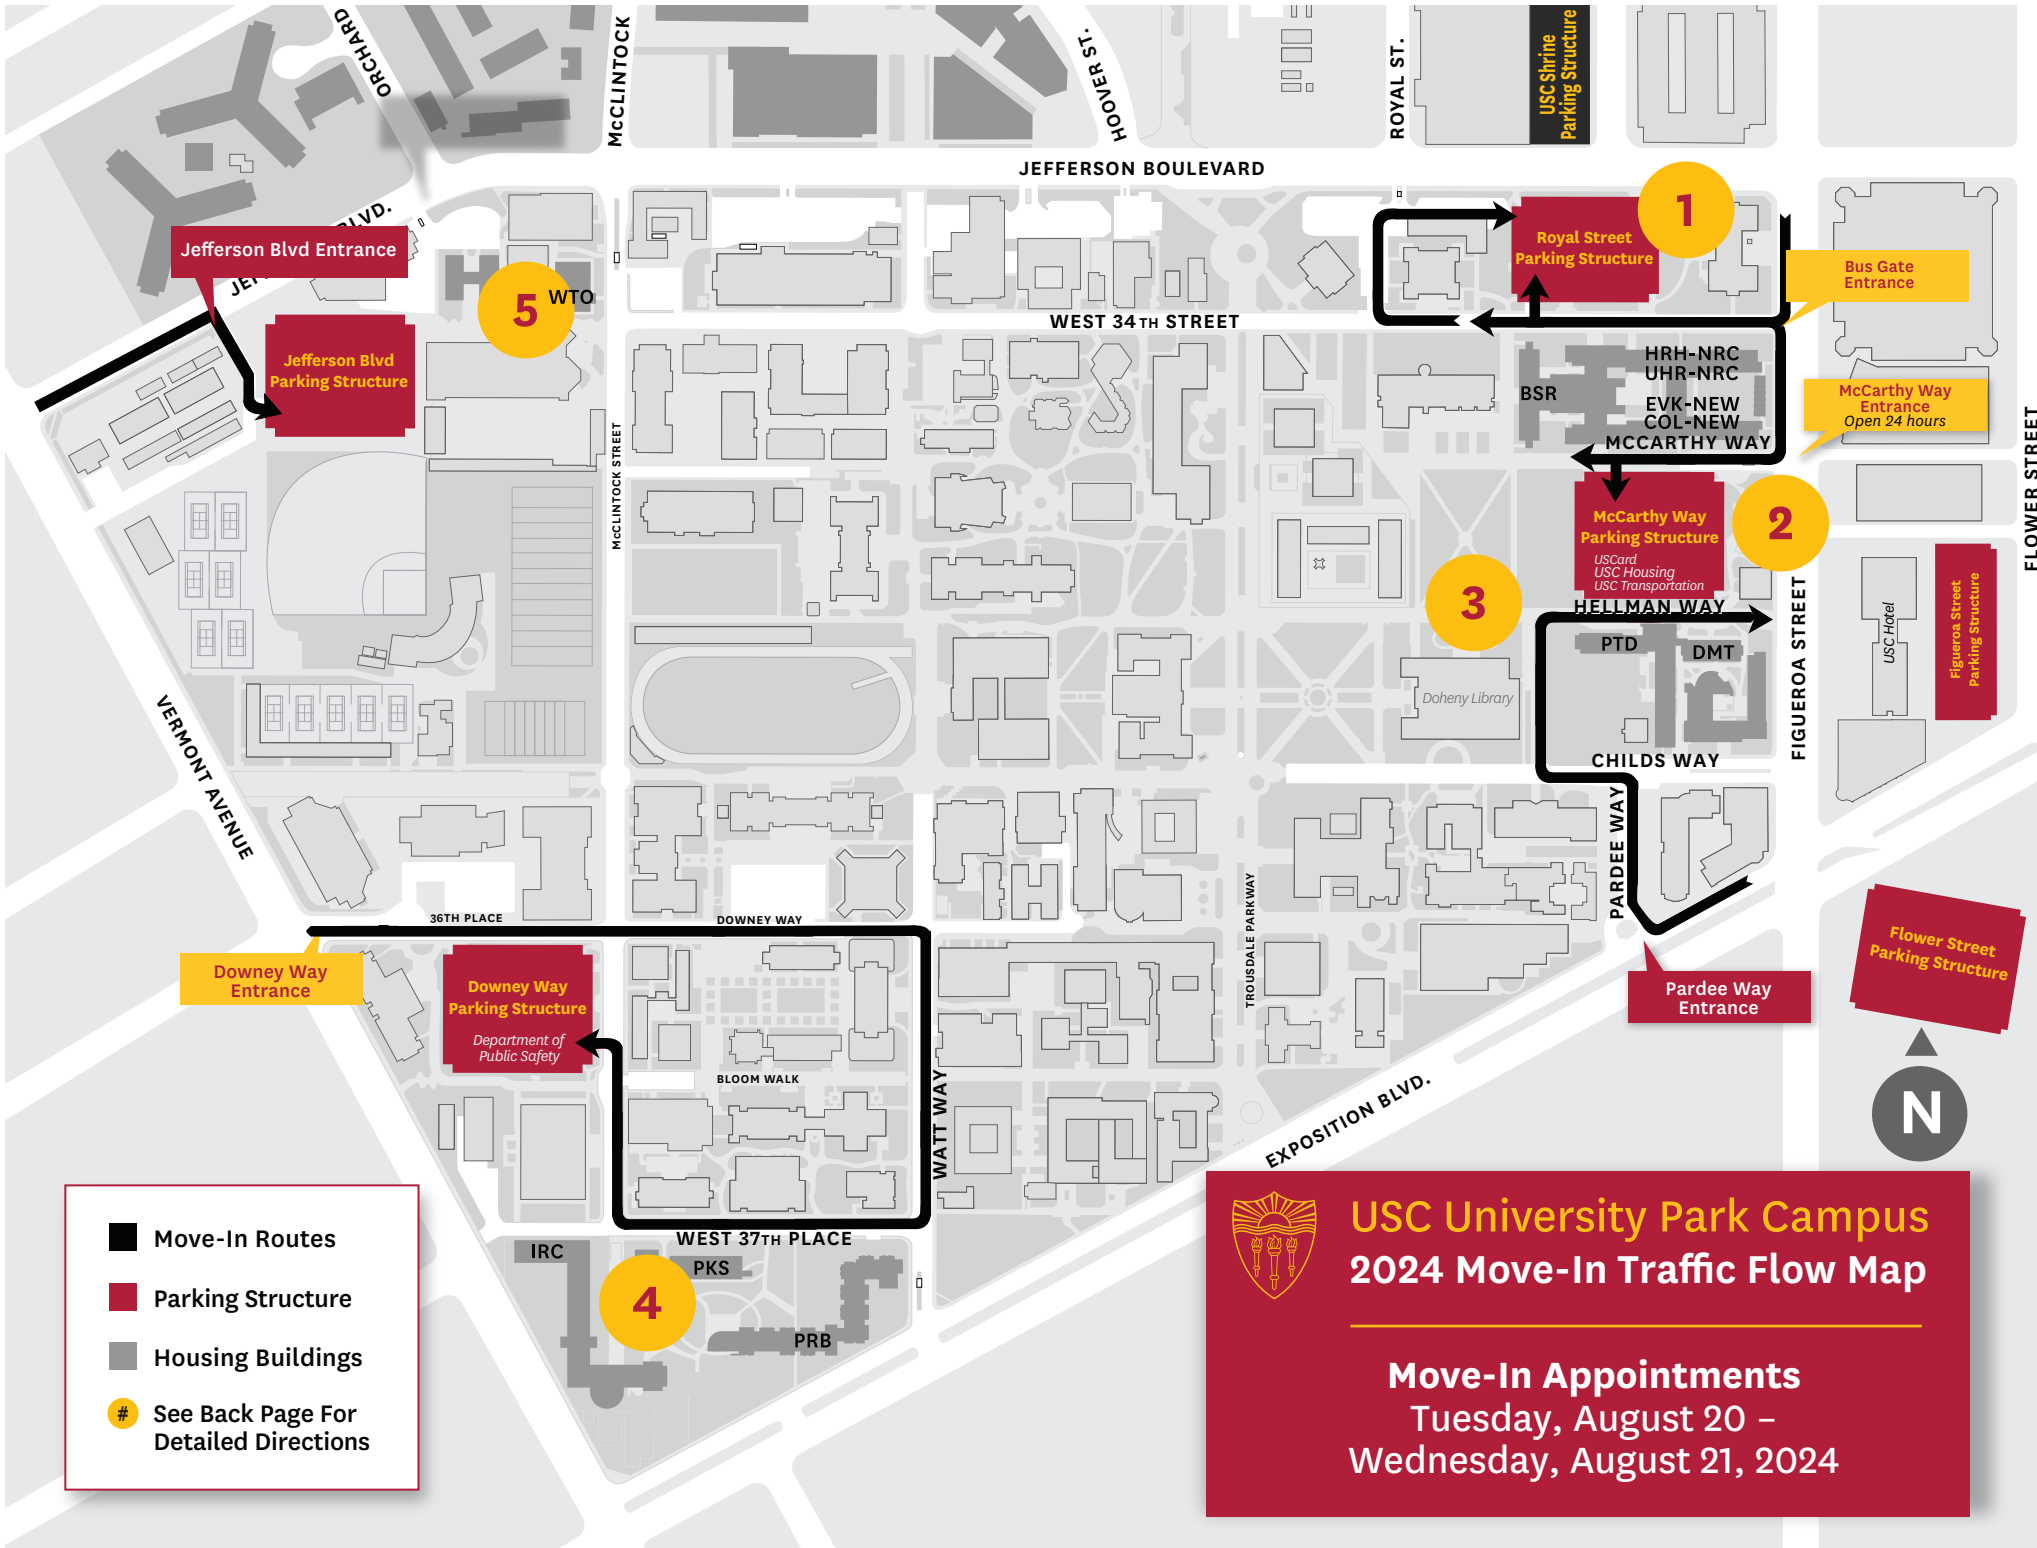 ORCHARD
McCLINTOCK
HOOVER ST.
ROYAL ST.
USC Shrine
Parking Structure
JEFFERSON BOULEVARD
1
Royal Street
Parking Structure
BLVD.
Jefferson Blvd Entrance
JEF
5
WTO
Bus Gate
Entrance
WEST 34TH STREET
Jefferson Blvd
Parking Structure
HRH-NRC
UHR-NRC
BSR
EVK-NEW
COL-NEW
MCCARTHY WAY
McCarthy Way
Entrance
Open 24 hours
FLOWER STREET
McCLINTOCK STREET
McCarthy Way
Parking Structure
USCard
USC Housing
USC Transportation
2
3
HELLMAN WAY
PTD
DMT
FIGUEROA STREET
USC Hotel
Figueroa Street
Parking Structure
Doheny Library
VERMONT AVENUE
CHILDS WAY
PARDEE WAY
TROUSDALE PARKWAY
36TH PLACE
DOWNEY WAY
Downey Way
Entrance
Downey Way
Parking Structure
Department of
Public Safety
Flower Street
Parking Structure
Pardee Way
Entrance
BLOOM WALK
WATT WAY
EXPOSITION BLVD.
N
WEST 37TH PLACE
IRC
PKS
4
PRB
Move-In Routes
Parking Structure
Housing Buildings
# See Back Page For
Detailed Directions
USC University Park Campus
2024 Move-In Traffic Flow Map
Move-In Appointments
Tuesday, August 20 –
Wednesday, August 21, 2024